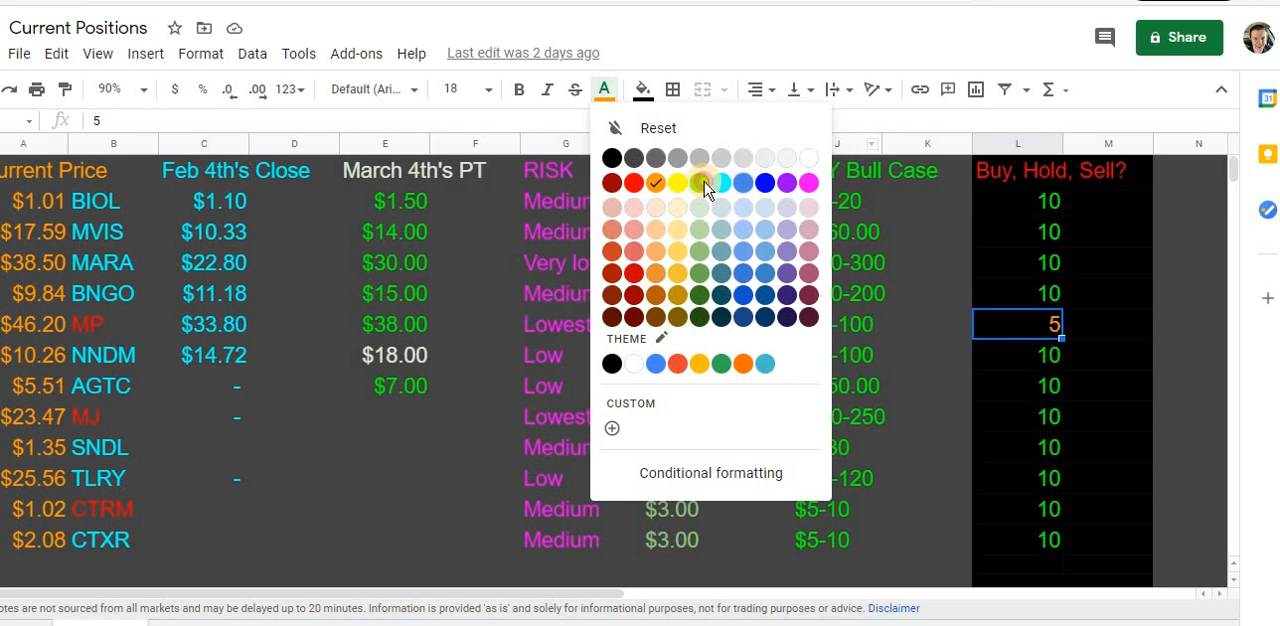 Current Positions
File Edit View Insert Format Data Tools Add-ons Help Last edit was 2 days ago
Share
90% $ % .0 .00 123 Default (Ari... 18 B I S A
31
fx 5
Reset
A B C D E F G J K L M N
urrent Price Feb 4th's Close March 4th's PT RISK Bull Case Buy, Hold, Sell?
$1.01 BIOL $1.10 $1.50 Medium -20 10
$17.59 MVIS $10.33 $14.00 Medium 60.00 10
$38.50 MARA $22.80 $30.00 Very lo 0-300 10
$9.84 BNGO $11.18 $15.00 Medium 0-200 10
$46.20 MP $33.80 $38.00 Lowest -100 5
THEME
$10.26 NNDM $14.72 $18.00 Low -100 10
$5.51 AGTC - $7.00 Low 50.00 10
CUSTOM
$23.47 MJ - Lowest 0-250 10
$1.35 SNDL Medium 30 10
Conditional formatting
$25.56 TLRY - Low -120 10
$1.02 CTRM Medium $3.00 $5-10 10
$2.08 CTXR Medium $3.00 $5-10 10
otes are not sourced from all markets and may be delayed up to 20 minutes. Information is provided 'as is' and solely for informational purposes, not for trading purposes or advice. Disclaimer